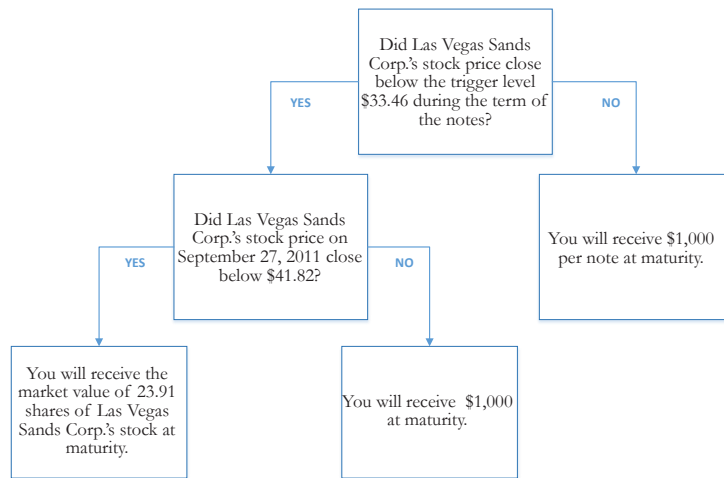 Did Las Vegas Sands
Corp.'s stock price close
below the trigger level
$33.46 during the term of
the notes?
YES
NO
Did Las Vegas Sands
Corp.'s stock price on
September 27, 2011 close
below $41.82?
You will receive $1,000
per note at maturity.
YES
NO
You will receive the
market value of 23.91
shares of Las Vegas
Sands Corp.'s stock at
maturity.
You will receive $1,000
at maturity.